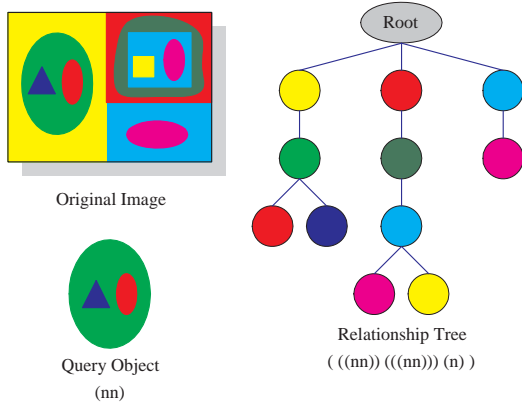 Root
Original Image
Query Object
(nn)
Relationship Tree
( ((nn)) (((nn))) (n) )